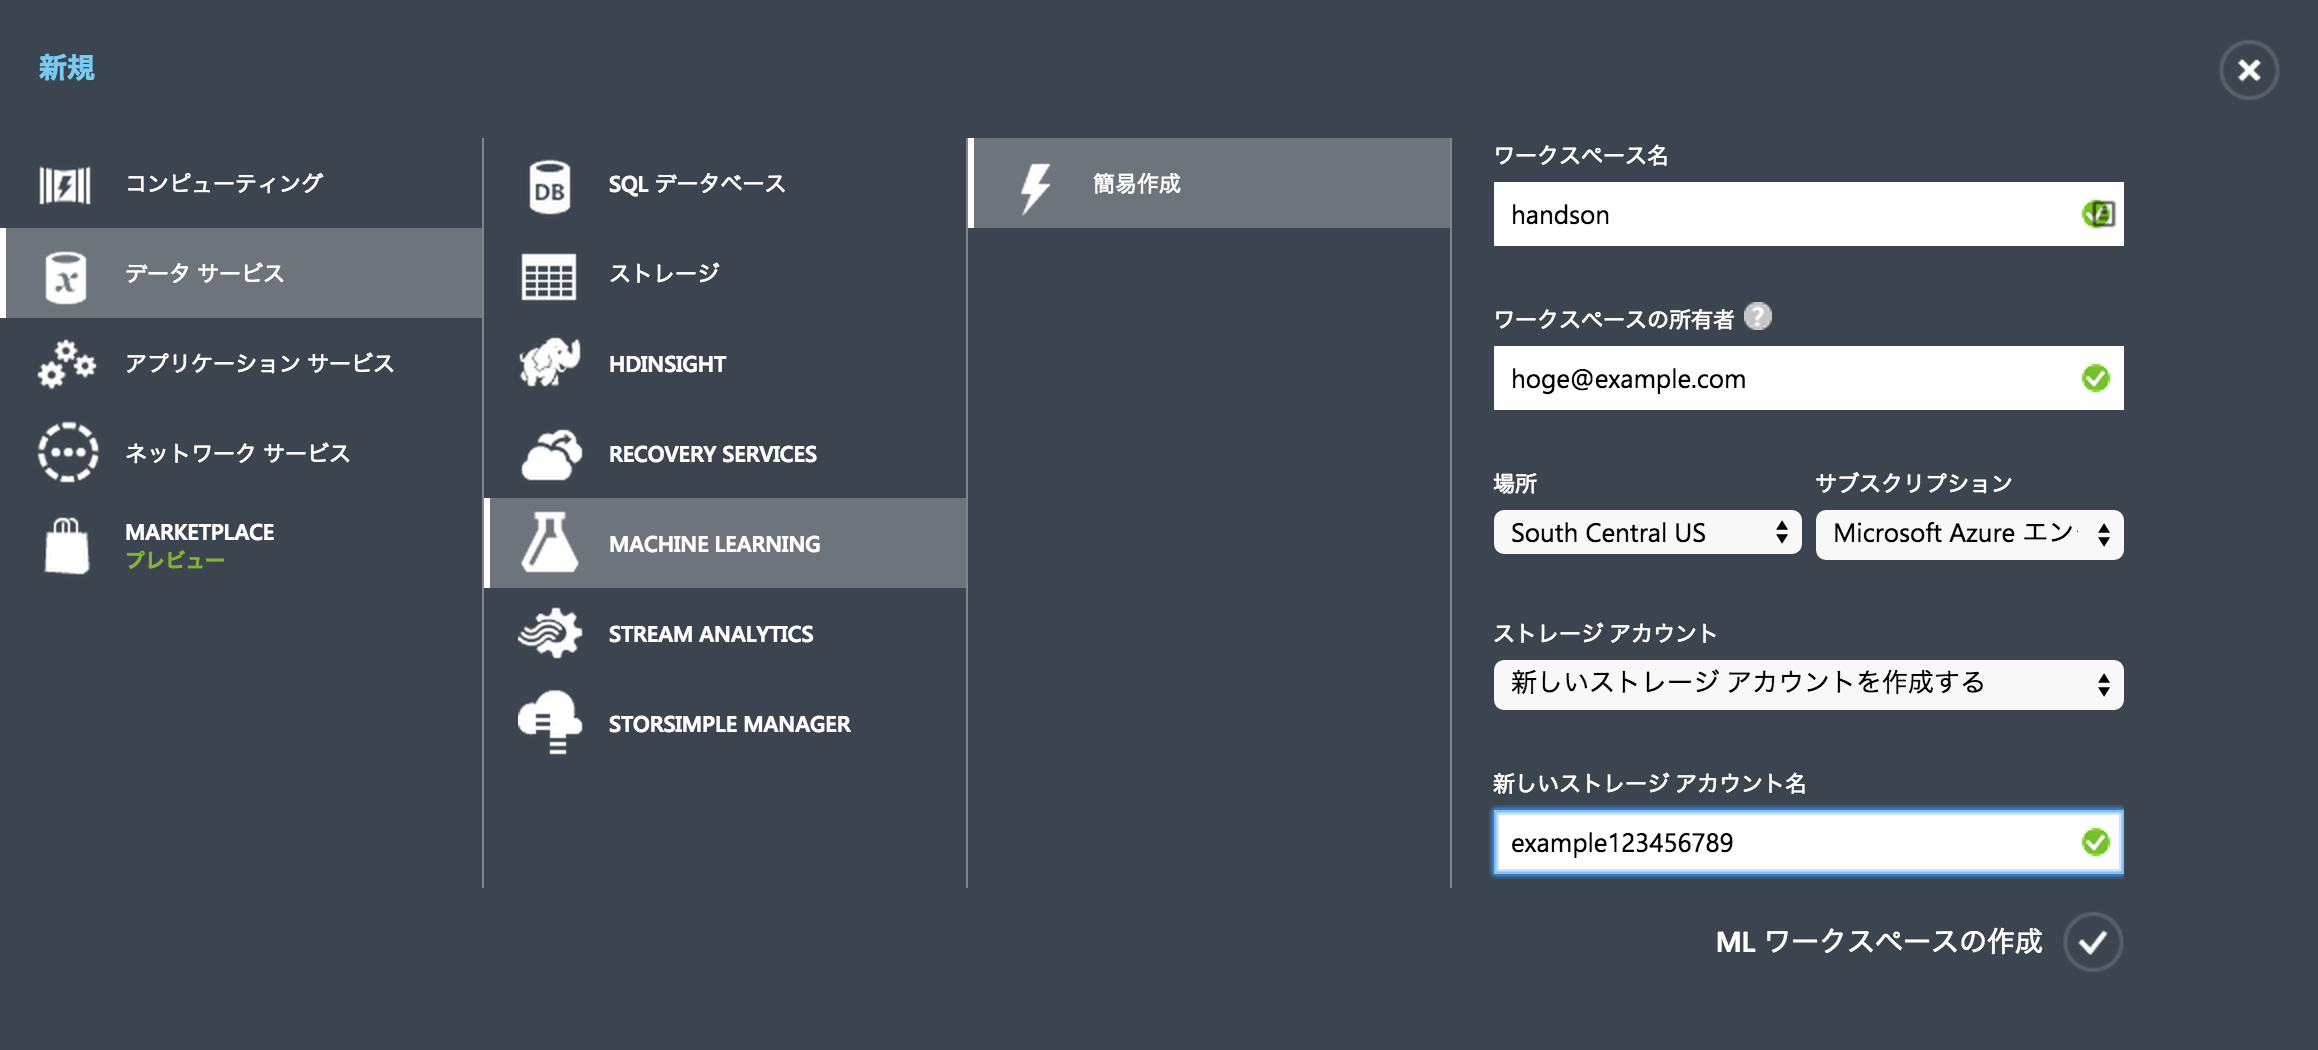 新規
コンピューティング
データ サービス
アプリケーション サービス
ネットワーク サービス
MARKETPLACE
プレビュー
DB
SQL データベース
ストレージ
HDINSIGHT
RECOVERY SERVICES
MACHINE LEARNING
STREAM ANALYTICS
STORSIMPLE MANAGER
簡易作成
ワークスペース名
handson
ワークスペースの所有者 ?
hoge@example.com
場所
South Central US
サブスクリプション
Microsoft Azure エン
ストレージ アカウント
新しいストレージ アカウントを作成する
新しいストレージ アカウント名
example123456789
ML ワークスペースの作成